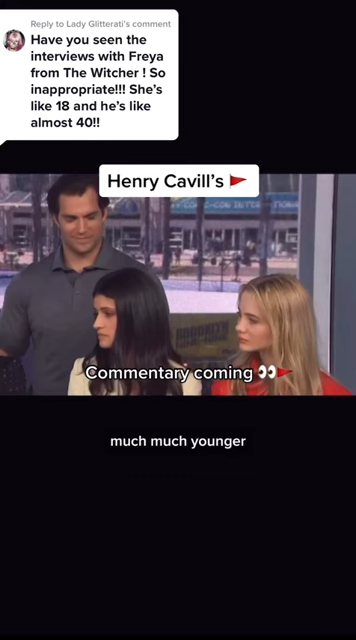 Reply to Lady Glitterati's comment
Have you seen the
interviews with Freya
from The Witcher ! So
inappropriate!!! She's
like 18 and he's like
almost 40!!
Henry Cavill's 🚩
Commentary coming 👀🚩
much much younger